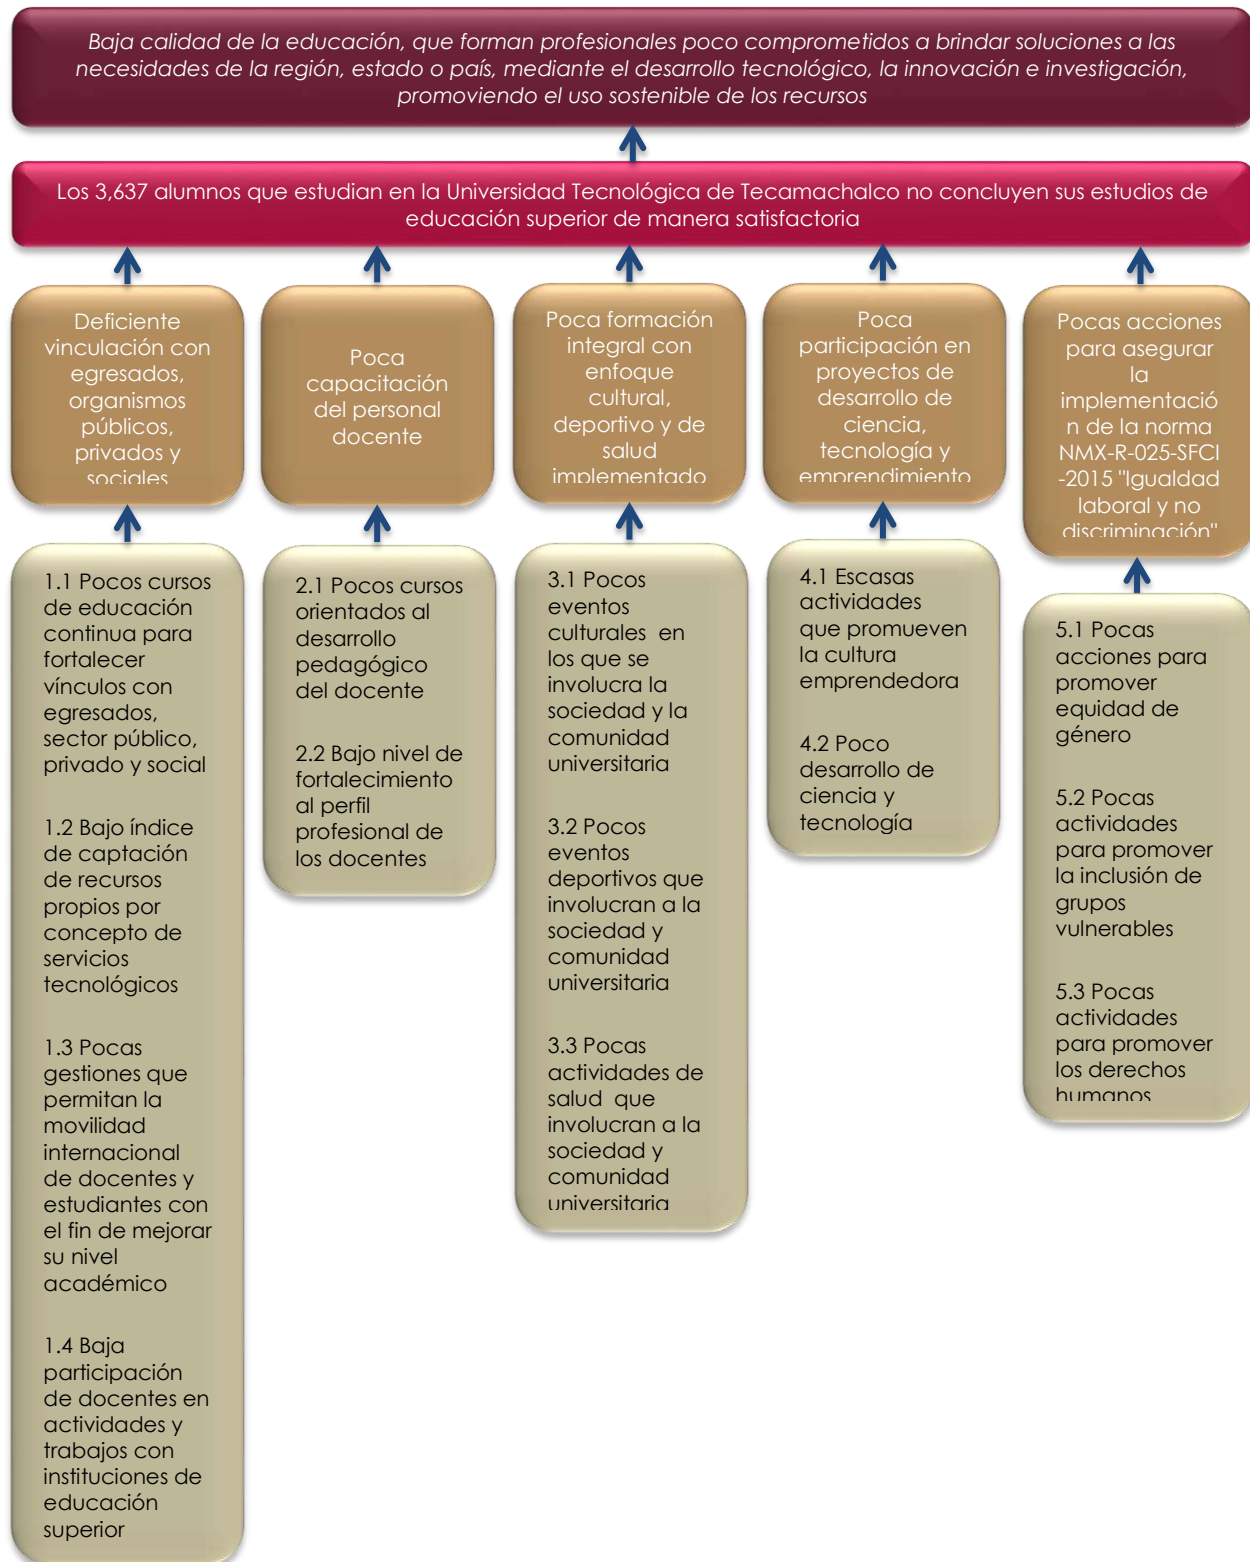 Baja calidad de la educación, que forman profesionales poco comprometidos a brindar soluciones a las
necesidades de la región, estado o país, mediante el desarrollo tecnológico, la innovación e investigación,
promoviendo el uso sostenible de los recursos
Los 3,637 alumnos que estudian en la Universidad Tecnológica de Tecamachalco no concluyen sus estudios de
educación superior de manera satisfactoria
Deficiente
vinculación con
egresados,
organismos
públicos,
privados y
sociales
Poca
capacitación
del personal
docente
Poca formación
integral con
enfoque
cultural,
deportivo y de
salud
implementado
Poca
participación en
proyectos de
desarrollo de
ciencia,
tecnología y
emprendimiento
Pocas acciones
para asegurar
la
implementació
n de la norma
NMX-R-025-SFCI
-2015 "Igualdad
laboral y no
discriminación"
1.1 Pocos cursos
de educación
continua para
fortalecer
vínculos con
egresados,
sector público,
privado y social
1.2 Bajo índice
de captación
de recursos
propios por
concepto de
servicios
tecnológicos
1.3 Pocas
gestiones que
permitan la
movilidad
internacional
de docentes y
estudiantes con
el fin de mejorar
su nivel
académico
1.4 Baja
participación
de docentes en
actividades y
trabajos con
instituciones de
educación
superior
2.1 Pocos cursos
orientados al
desarrollo
pedagógico
del docente
2.2 Bajo nivel de
fortalecimiento
al perfil
profesional de
los docentes
3.1 Pocos
eventos
culturales en
los que se
involucra la
sociedad y la
comunidad
universitaria
3.2 Pocos
eventos
deportivos que
involucran a la
sociedad y
comunidad
universitaria
3.3 Pocas
actividades de
salud que
involucran a la
sociedad y
comunidad
universitaria
4.1 Escasas
actividades
que promueven
la cultura
emprendedora
4.2 Poco
desarrollo de
ciencia y
tecnología
5.1 Pocas
acciones para
promover
equidad de
género
5.2 Pocas
actividades
para promover
la inclusión de
grupos
vulnerables
5.3 Pocas
actividades
para promover
los derechos
humanos